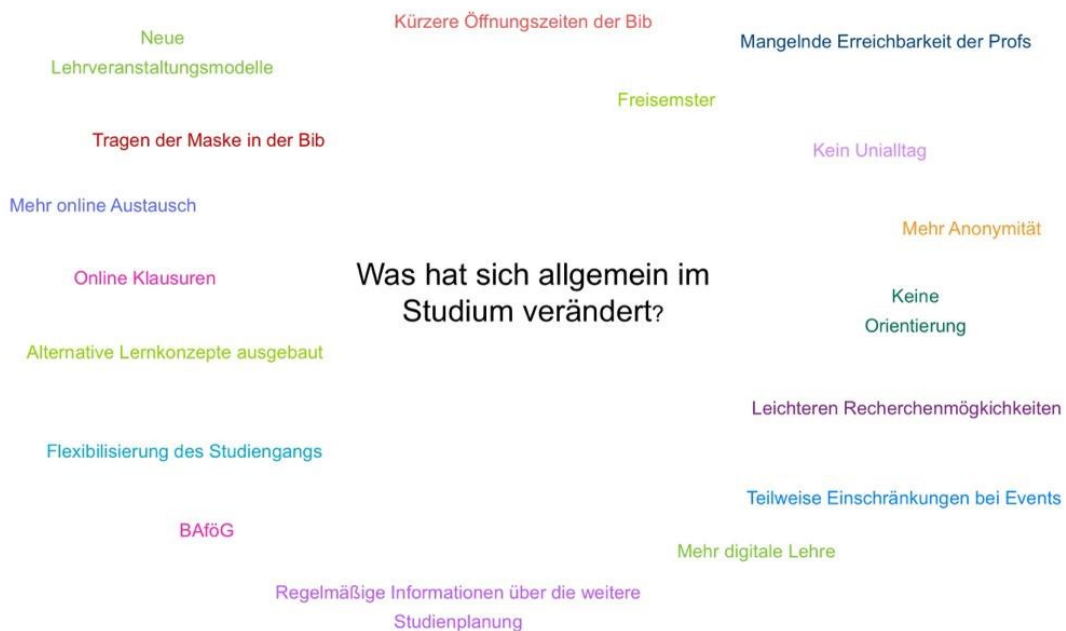 Kürzere Öffnungszeiten der Bib
Neue
Lehrveranstaltungsmodelle
Mangelnde Erreichbarkeit der Profs
Freisemster
Tragen der Maske in der Bib
Kein Unialltag
Mehr online Austausch
Mehr Anonymität
Online Klausuren
Was hat sich allgemein im
Studium verändert?
Keine
Orientierung
Alternative Lernkonzepte ausgebaut
Leichteren Recherchenmögkichkeiten
Flexibilisierung des Studiengangs
Teilweise Einschränkungen bei Events
BAföG
Mehr digitale Lehre
Regelmäßige Informationen über die weitere
Studienplanung